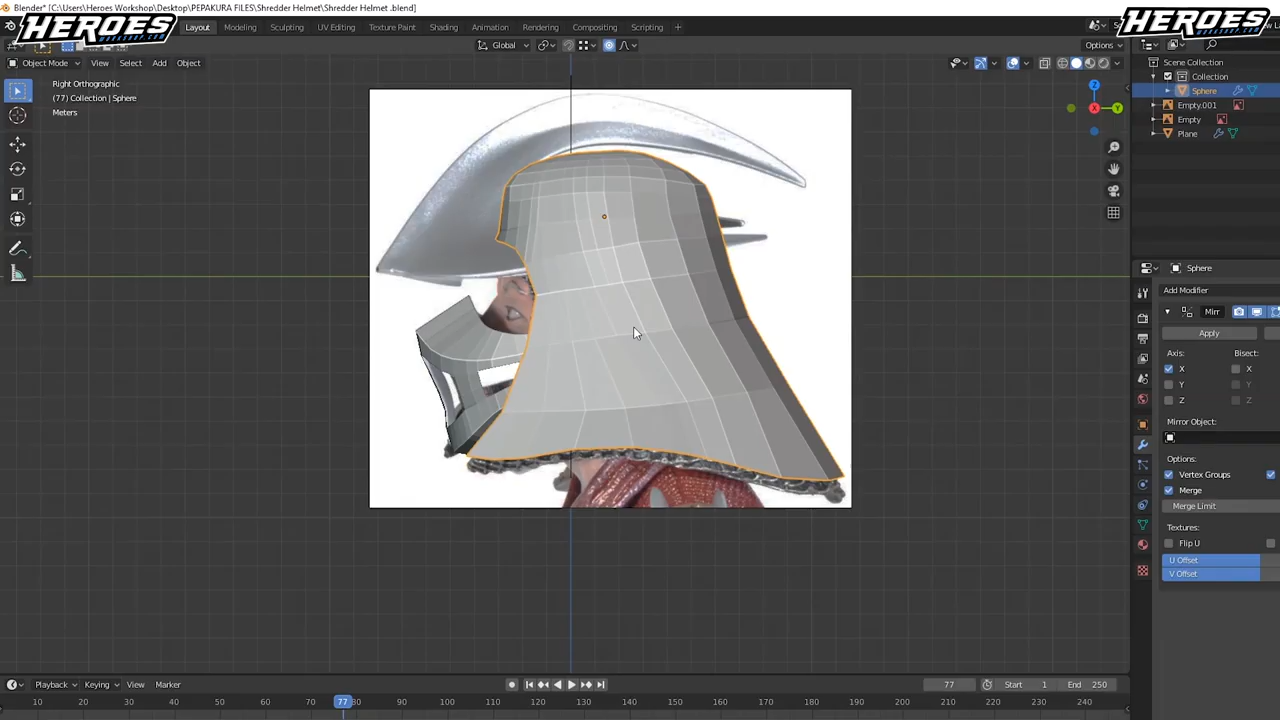 Blender* [C:\Users\Heroes Workshop\Desktop\PEPAKURA FILES\Shredder Helmet\Shredder Helmet .blend]
HEROES
WORKSHOP.COM
HEROES
WORKSHOP.COM
Layout Modeling Sculpting UV Editing Texture Paint Shading Animation Rendering Compositing Scripting +
Global
Options
Object Mode View Select Add Object
Right Orthographic
(77) Collection | Sphere
Meters
Z
X
Y
Scene Collection
Collection
Sphere
Empty.001
Empty
Plane
Sphere
Add Modifier
Mirr
Apply
Axis: Bisect:
X X
Y Y
Z Z
Mirror Object:
Options:
Vertex Groups
Merge
Merge Limit
Textures:
Flip U
U Offset
V Offset
Playback Keying View Marker
77 Start 1 End 250
10 20 30 40 50 60 70 77 80 90 100 110 120 130 140 150 160 170 180 190 200 210 220 230 240